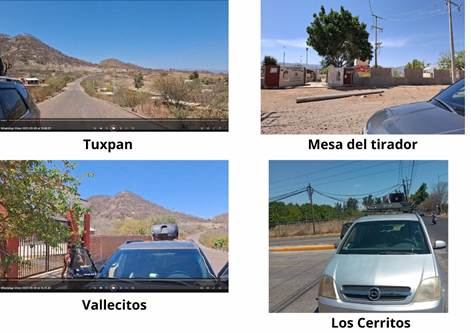 Tuxpan
Mesa del tirador
Vallecitos
Los Cerritos